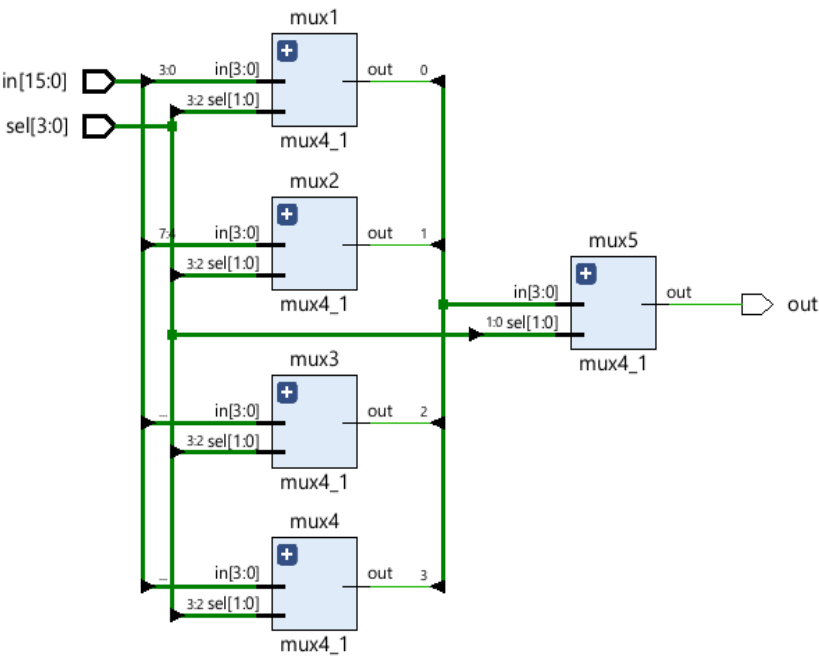 mux1
in[15:0]
3:0 in[3:0]
out 0
sel[3:0]
3:2 sel[1:0]
mux4_1
mux2
7:4 in[3:0]
out 1
3:2 sel[1:0]
mux4_1
mux5
in[3:0]
out
out
1:0 sel[1:0]
mux4_1
mux3
... in[3:0]
out 2
3:2 sel[1:0]
mux4_1
mux4
... in[3:0]
out 3
3:2 sel[1:0]
mux4_1